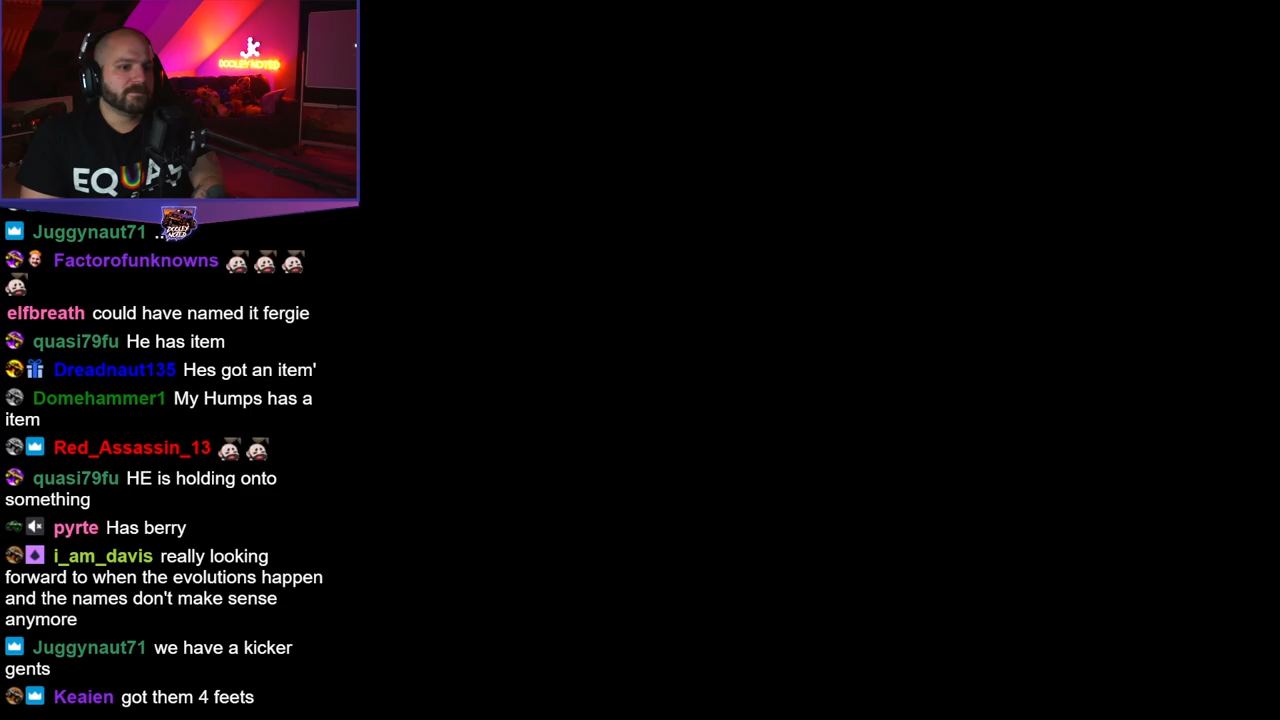 DOOLEY NOTED
EQUA
DOOLEY
NOTED
Juggynaut71 ..
Factorofunknowns
elfbreath could have named it fergie
quasi79fu He has item
Dreadnaut135 Hes got an item'
Domehammer1 My Humps has a
item
Red_Assassin_13
quasi79fu HE is holding onto
something
pyrte Has berry
i_am_davis really looking
forward to when the evolutions happen
and the names don't make sense
anymore
Juggynaut71 we have a kicker
gents
Keaien got them 4 feets